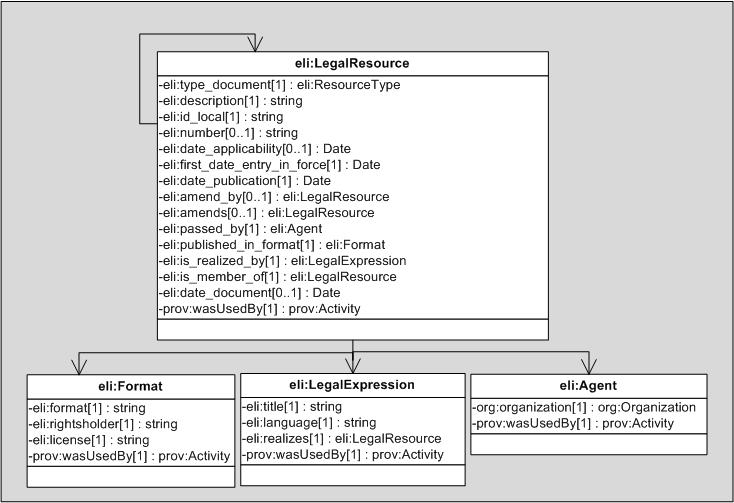 eli:LegalResource
-eli:type_document[1] : eli:ResourceType
-eli:description[1] : string
-eli:id_local[1] : string
-eli:number[0..1] : string
-eli:date_applicability[0..1] : Date
-eli:first_date_entry_in_force[1] : Date
-eli:date_publication[1] : Date
-eli:amend_by[0..1] : eli:LegalResource
-eli:amends[0..1] : eli:LegalResource
-eli:passed_by[1] : eli:Agent
-eli:published_in_format[1] : eli:Format
-eli:is_realized_by[1] : eli:LegalExpression
-eli:is_member_of[1] : eli:LegalResource
-eli:date_document[0..1] : Date
-prov:wasUsedBy[1] : prov:Activity
eli:Format
-eli:format[1] : string
-eli:rightsholder[1] : string
-eli:license[1] : string
-prov:wasUsedBy[1] : prov:Activity
eli:LegalExpression
-eli:title[1] : string
-eli:language[1] : string
-eli:realizes[1] : eli:LegalResource
-prov:wasUsedBy[1] : prov:Activity
eli:Agent
-org:organization[1] : org:Organization
-prov:wasUsedBy[1] : prov:Activity